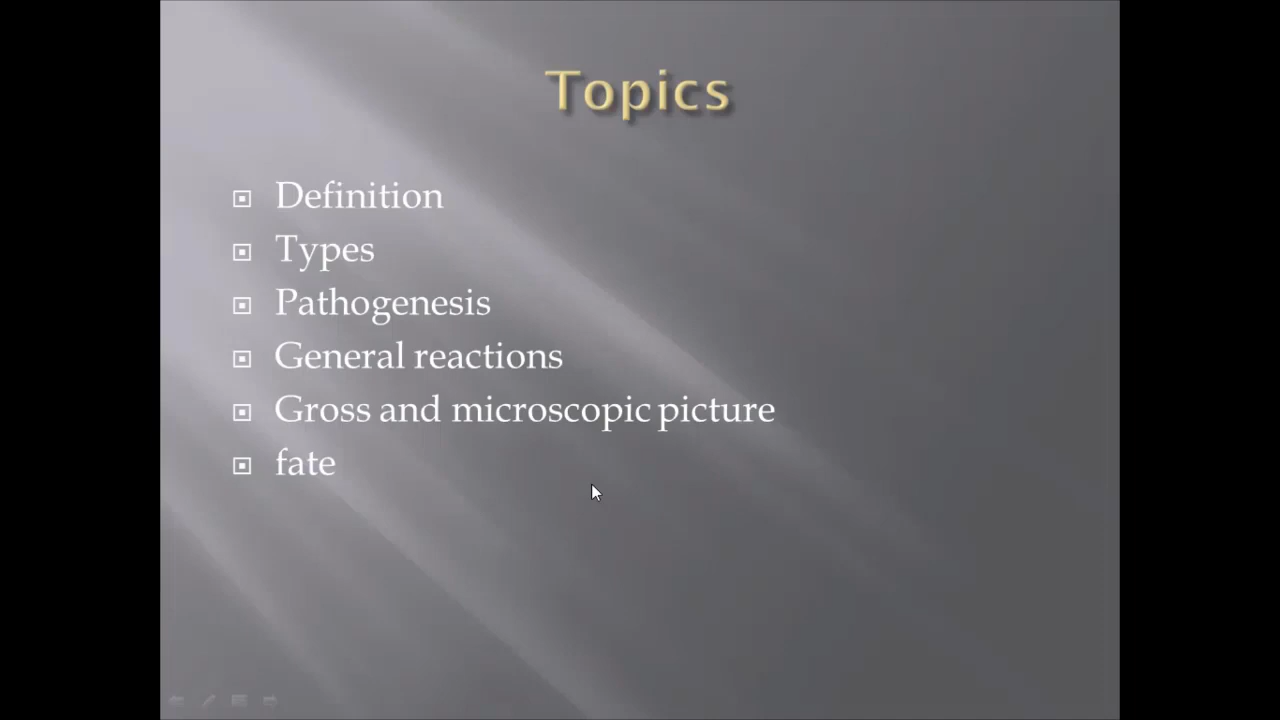 Topics
Definition
Types
Pathogenesis
General reactions
Gross and microscopic picture
fate